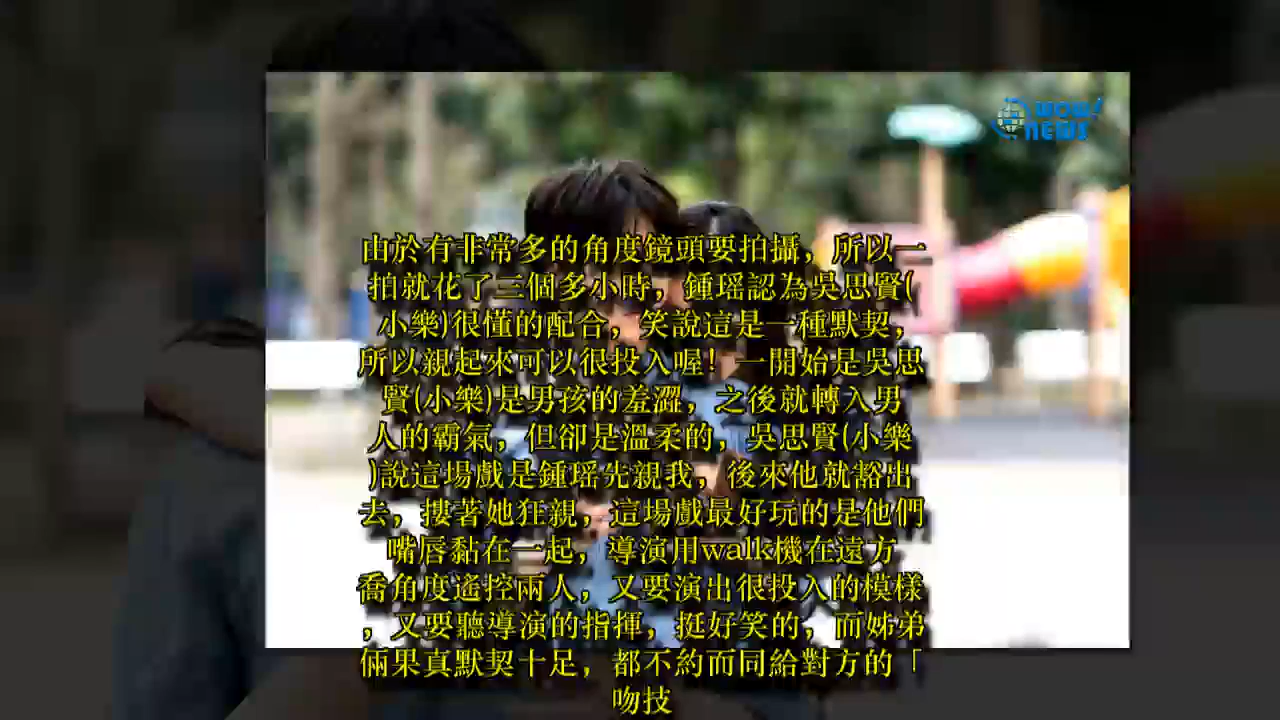 wow!
news
由於有非常多的角度鏡頭要拍攝，所以一
拍就花了三個多小時，鍾瑶認為吳思賢(
小樂)很懂的配合，笑說這是一種默契，
所以親起來可以很投入喔！一開始是吳思
賢(小樂)是男孩的羞澀，之後就轉入男
人的霸氣，但卻是溫柔的，吳思賢(小樂
)說這場戲是鍾瑶先親我，後來他就豁出
去，摟著她狂親，這場戲最好玩的是他們
嘴唇黏在一起，導演用walk機在遠方
喬角度遙控兩人，又要演出很投入的模樣
，又要聽導演的指揮，挺好笑的，而姊弟
倆果真默契十足，都不約而同給對方的「
吻技